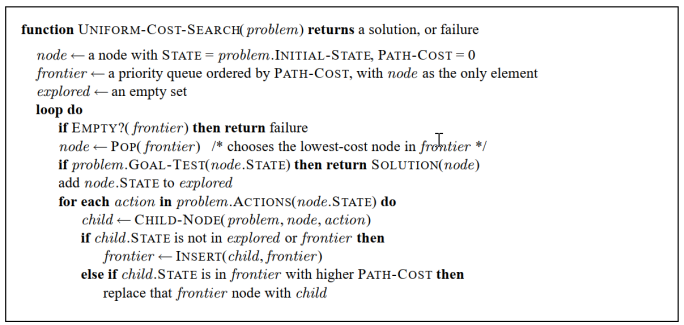 function UNIFORM-COST-SEARCH(problem) returns a solution, or failure
node ← a node with STATE = problem.INITIAL-STATE, PATH-COST = 0
frontier ← a priority queue ordered by PATH-COST, with node as the only element
explored ← an empty set
loop do
if EMPTY?(frontier) then return failure
node ← POP(frontier) /* chooses the lowest-cost node in frontier */
if problem.GOAL-TEST(node.STATE) then return SOLUTION(node)
add node.STATE to explored
for each action in problem.ACTIONS(node.STATE) do
child ← CHILD-NODE(problem, node, action)
if child.STATE is not in explored or frontier then
frontier ← INSERT(child, frontier)
else if child.STATE is in frontier with higher PATH-COST then
replace that frontier node with child